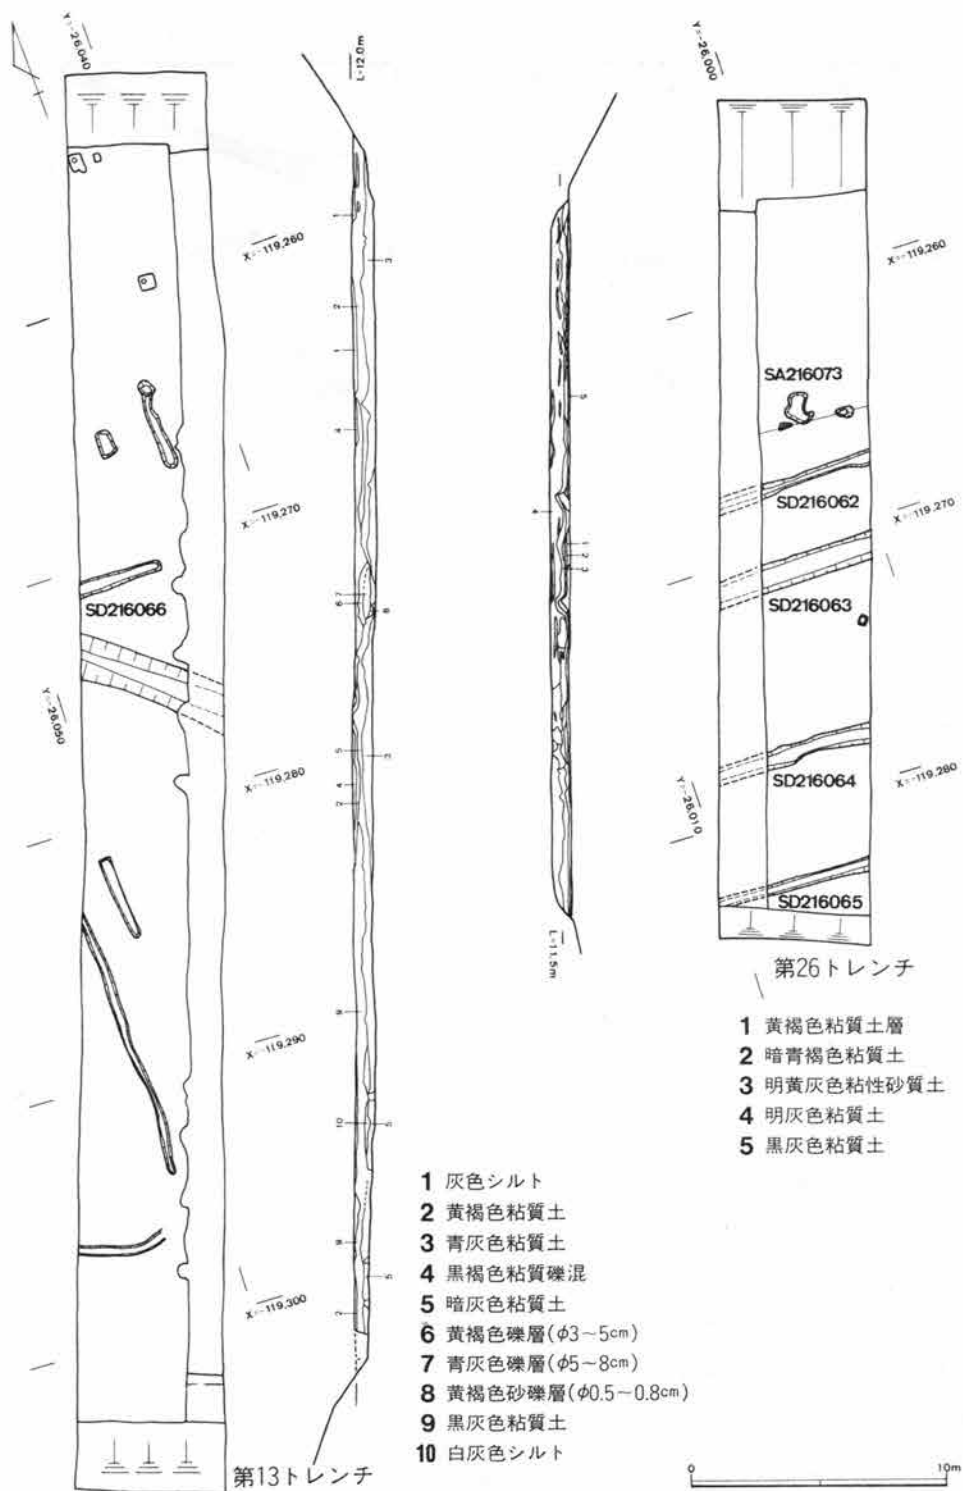 Y=-26,040
L=12.0m
Y=-26,000
X=-119,260
X=-119,260
SA216073
SD216062
X=-119,270
X=-119,270
SD216066
SD216063
Y=-26,050
X=-119,280
SD216064
X=-119,280
Y=-26,010
SD216065
L=11.5m
第26トレンチ
1 黄褐色粘質土層
2 暗青褐色粘質土
3 明黄灰色粘性砂質土
4 明灰色粘質土
5 黒灰色粘質土
X=-119,290
1 灰色シルト
2 黄褐色粘質土
3 青灰色粘質土
4 黒褐色粘質礫混
5 暗灰色粘質土
6 黄褐色礫層(φ3～5cm)
7 青灰色礫層(φ5～8cm)
8 黄褐色砂礫層(φ0.5～0.8cm)
9 黒灰色粘質土
10 白灰色シルト
X=-119,300
第13トレンチ
0 10m